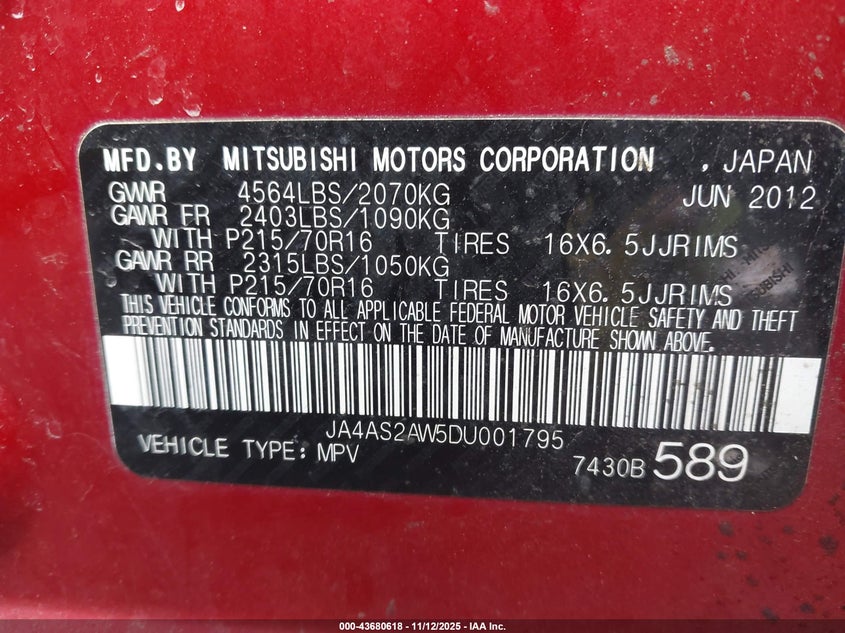 MFD.BY MITSUBISHI MOTORS CORPORATION , JAPAN
GVWR 4564LBS/2070KG JUN 2012
GAWR FR 2403LBS/1090KG
WITH P215/70R16 TIRES 16X6.5JJRIMS
GAWR RR 2315LBS/1050KG
WITH P215/70R16 TIRES 16X6.5JJRIMS
THIS VEHICLE CONFORMS TO ALL APPLICABLE FEDERAL MOTOR VEHICLE SAFETY AND THEFT
PREVENTION STANDARDS IN EFFECT ON THE DATE OF MANUFACTURE SHOWN ABOVE.
JA4AS2AW5DU001795
VEHICLE TYPE: MPV 7430B 589
000-43680618 - 11/12/2025 - IAA Inc.